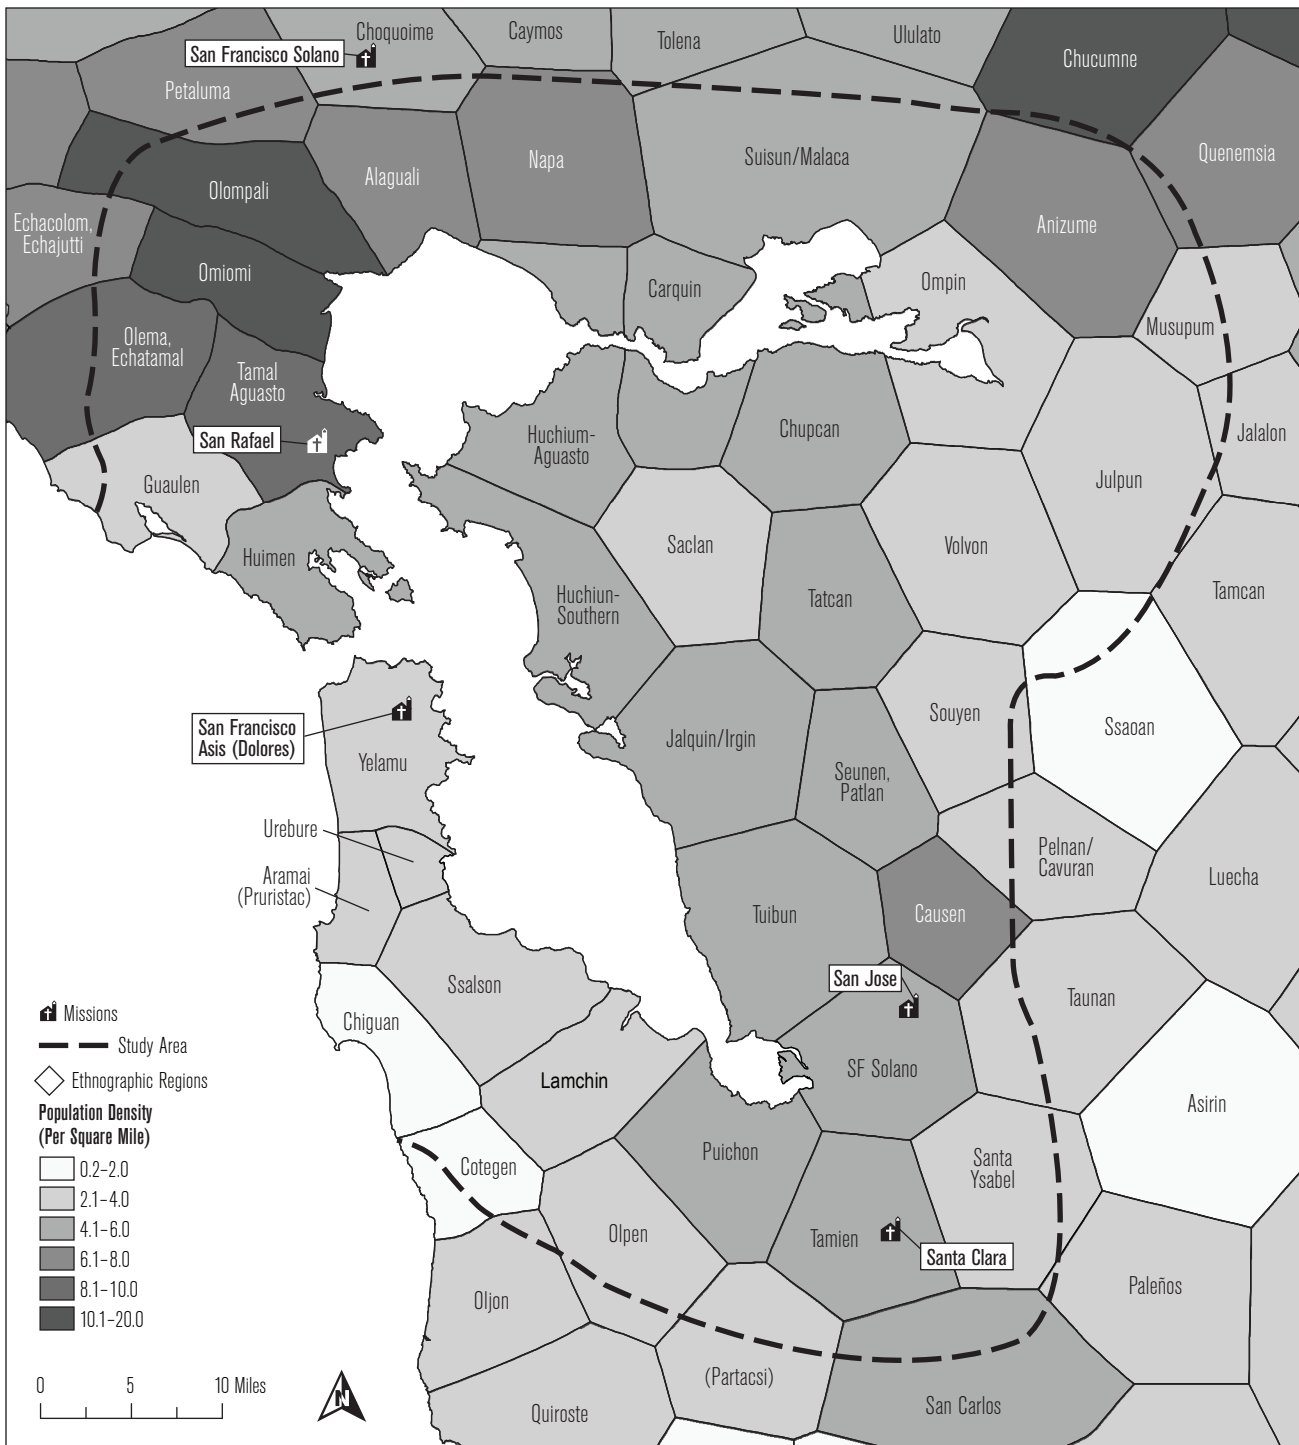 Choquoime
Caymos
Tolena
Ululato
Chucumne
San Francisco Solano
Petaluma
Napa
Suisun/Malaca
Quenemsia
Alaguali
Olompali
Echacolom,
Echajutti
Anizume
Omiomi
Carquin
Ompin
Musupum
Olema,
Echatamal
Tamal
Aguasto
San Rafael
Huchium-
Aguasto
Chupcan
Jalalon
Julpun
Guaulen
Saclan
Volvon
Huimen
Huchiun-
Southern
Tatcan
Tamcan
San Francisco
Asis (Dolores)
Yelamu
Jalquin/Irgin
Souyen
Ssaoan
Seunen,
Patlan
Urebure
Aramai
(Pruristac)
Pelnan/
Cavuran
Luecha
Tuibun
Causen
San Jose
Ssalson
Taunan
Chiguan
Lamchin
SF Solano
Asirin
Cotegen
Puichon
Santa
Ysabel
Olpen
Tamien
Santa Clara
Oljon
Paleños
(Partacsi)
Quiroste
San Carlos
Missions
Study Area
Ethnographic Regions
Population Density
(Per Square Mile)
0.2–2.0
2.1–4.0
4.1–6.0
6.1–8.0
8.1–10.0
10.1–20.0
0 5 10 Miles
N